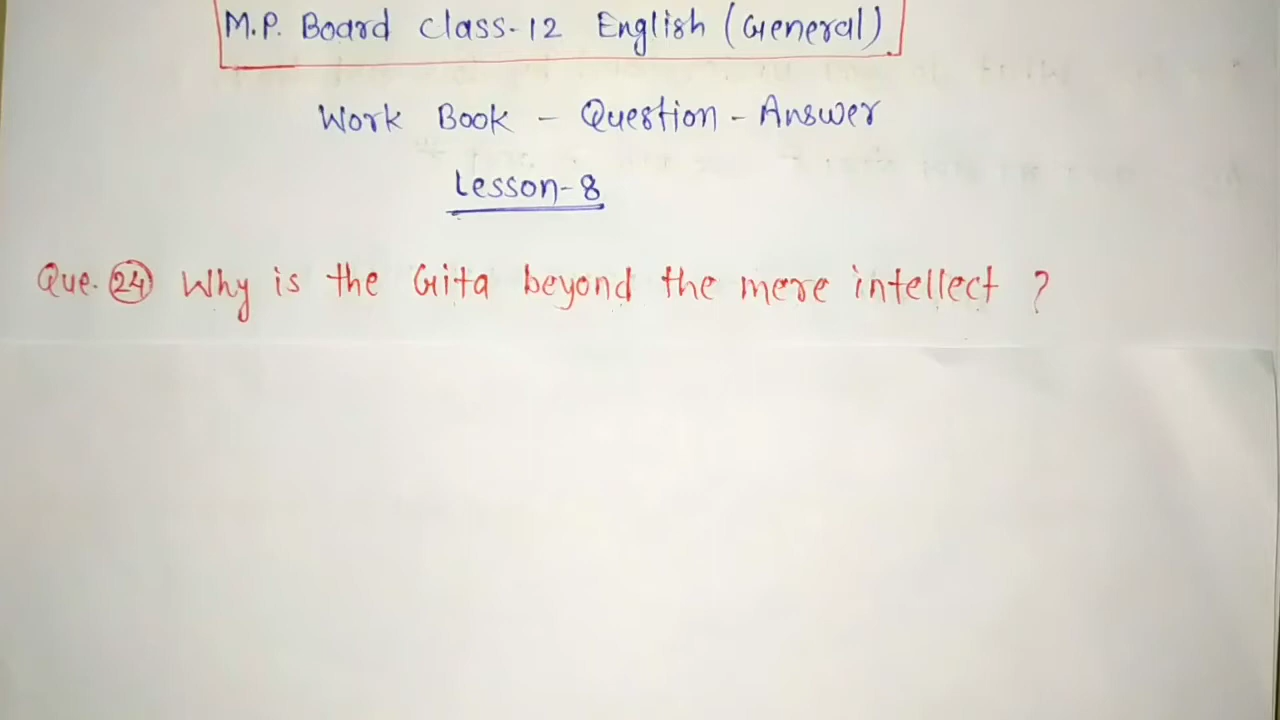 M.P. Board Class-12 English (General)
Work Book - Question - Answer
Lesson-8
Que. 24 Why is the Gita beyond the mere intellect ?